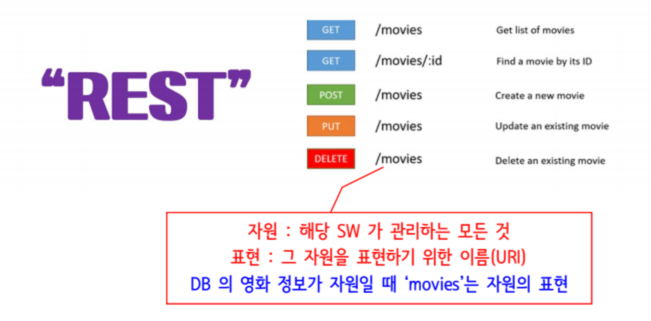 “REST”
GET /movies Get list of movies
GET /movies/:id Find a movie by its ID
POST /movies Create a new movie
PUT /movies Update an existing movie
DELETE /movies Delete an existing movie
자원 : 해당 SW 가 관리하는 모든 것
표현 : 그 자원을 표현하기 위한 이름(URI)
DB 의 영화 정보가 자원일 때 ‘movies’는 자원의 표현